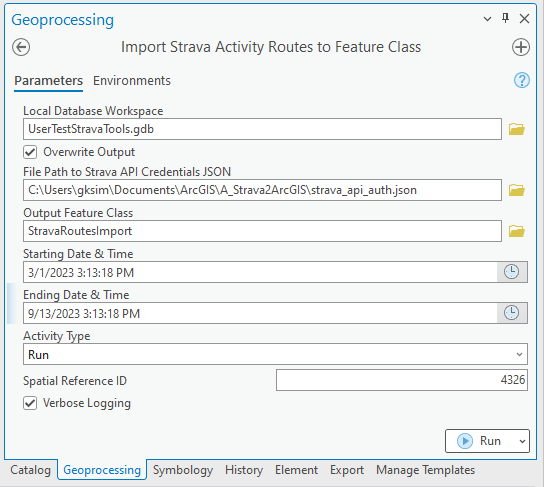 Geoprocessing
Import Strava Activity Routes to Feature Class
Parameters Environments
Local Database Workspace
UserTestStravaTools.gdb
Overwrite Output
File Path to Strava API Credentials JSON
C:\Users\gksim\Documents\ArcGIS\A_Strava2ArcGIS\strava_api_auth.json
Output Feature Class
StravaRoutesImport
Starting Date & Time
3/1/2023 3:13:18 PM
Ending Date & Time
9/13/2023 3:13:18 PM
Activity Type
Run
Spatial Reference ID 4326
Verbose Logging
Run
Catalog Geoprocessing Symbology History Element Export Manage Templates